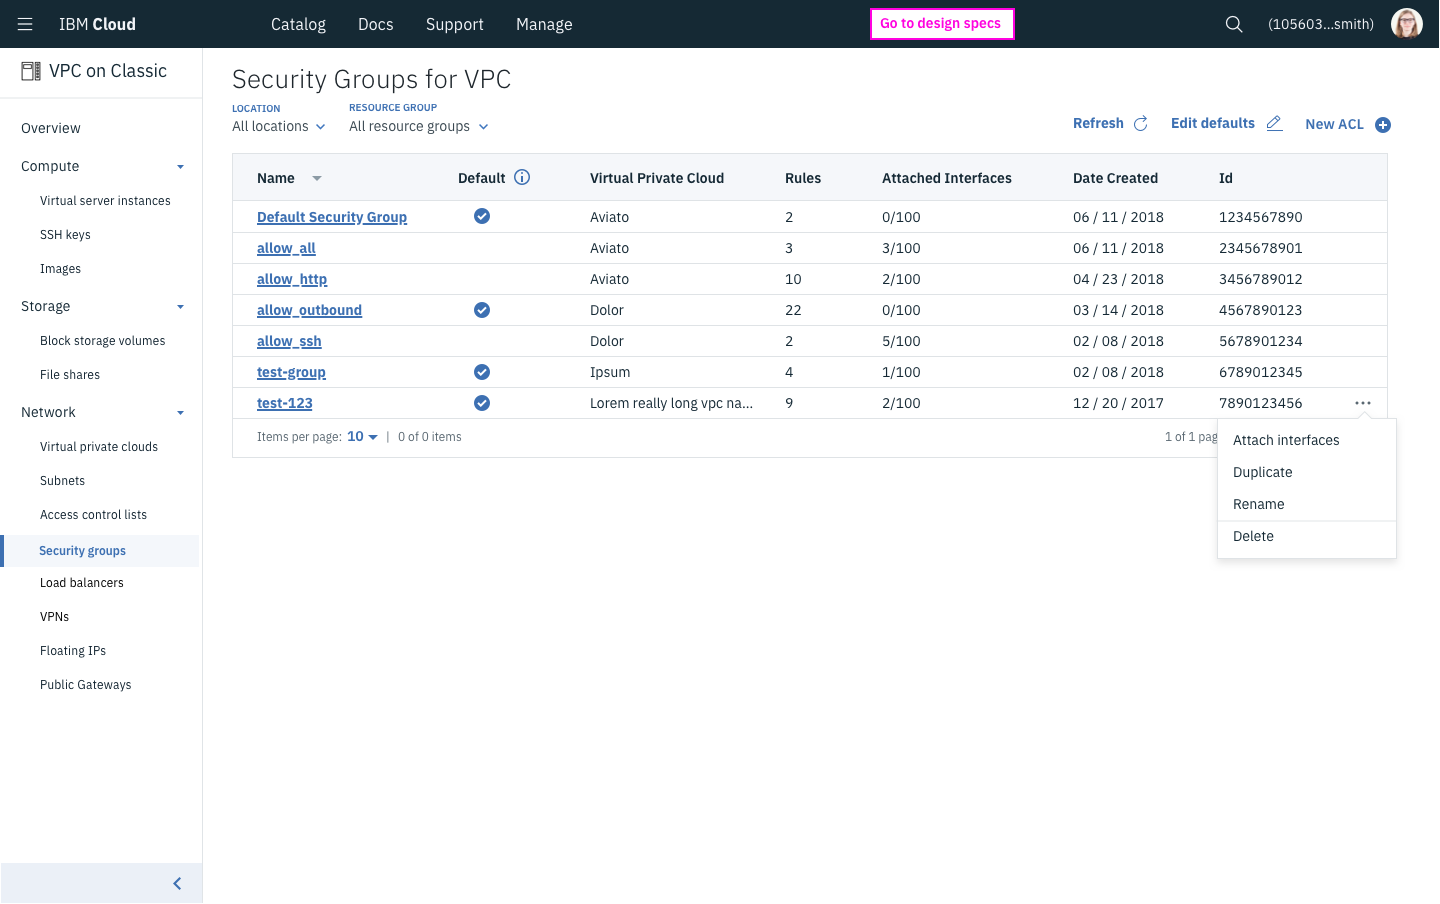 IBM Cloud
Catalog
Docs
Support
Manage
Go to design specs
(105603...smith)
VPC on Classic
Overview
Compute
Virtual server instances
SSH keys
Images
Storage
Block storage volumes
File shares
Network
Virtual private clouds
Subnets
Access control lists
Security groups
Load balancers
VPNs
Floating IPs
Public Gateways
Security Groups for VPC
LOCATION
All locations
RESOURCE GROUP
All resource groups
Refresh
Edit defaults
New ACL
Name Default Virtual Private Cloud Rules Attached Interfaces Date Created Id
Default Security Group Aviato 2 0/100 06 / 11 / 2018 1234567890
allow_all Aviato 3 3/100 06 / 11 / 2018 2345678901
allow_http Aviato 10 2/100 04 / 23 / 2018 3456789012
allow_outbound Dolor 22 0/100 03 / 14 / 2018 4567890123
allow_ssh Dolor 2 5/100 02 / 08 / 2018 5678901234
test-group Ipsum 4 1/100 02 / 08 / 2018 6789012345
test-123 Lorem really long vpc na... 9 2/100 12 / 20 / 2017 7890123456
Items per page: 10 | 0 of 0 items 1 of 1 pag
Attach interfaces
Duplicate
Rename
Delete